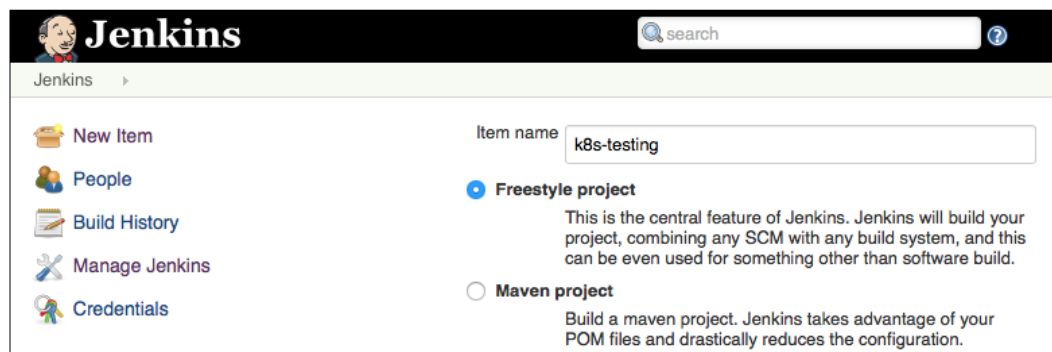 Jenkins
search
Jenkins
New Item
People
Build History
Manage Jenkins
Credentials
Item name
k8s-testing
Freestyle project
This is the central feature of Jenkins. Jenkins will build your
project, combining any SCM with any build system, and this
can be even used for something other than software build.
Maven project
Build a maven project. Jenkins takes advantage of your
POM files and drastically reduces the configuration.